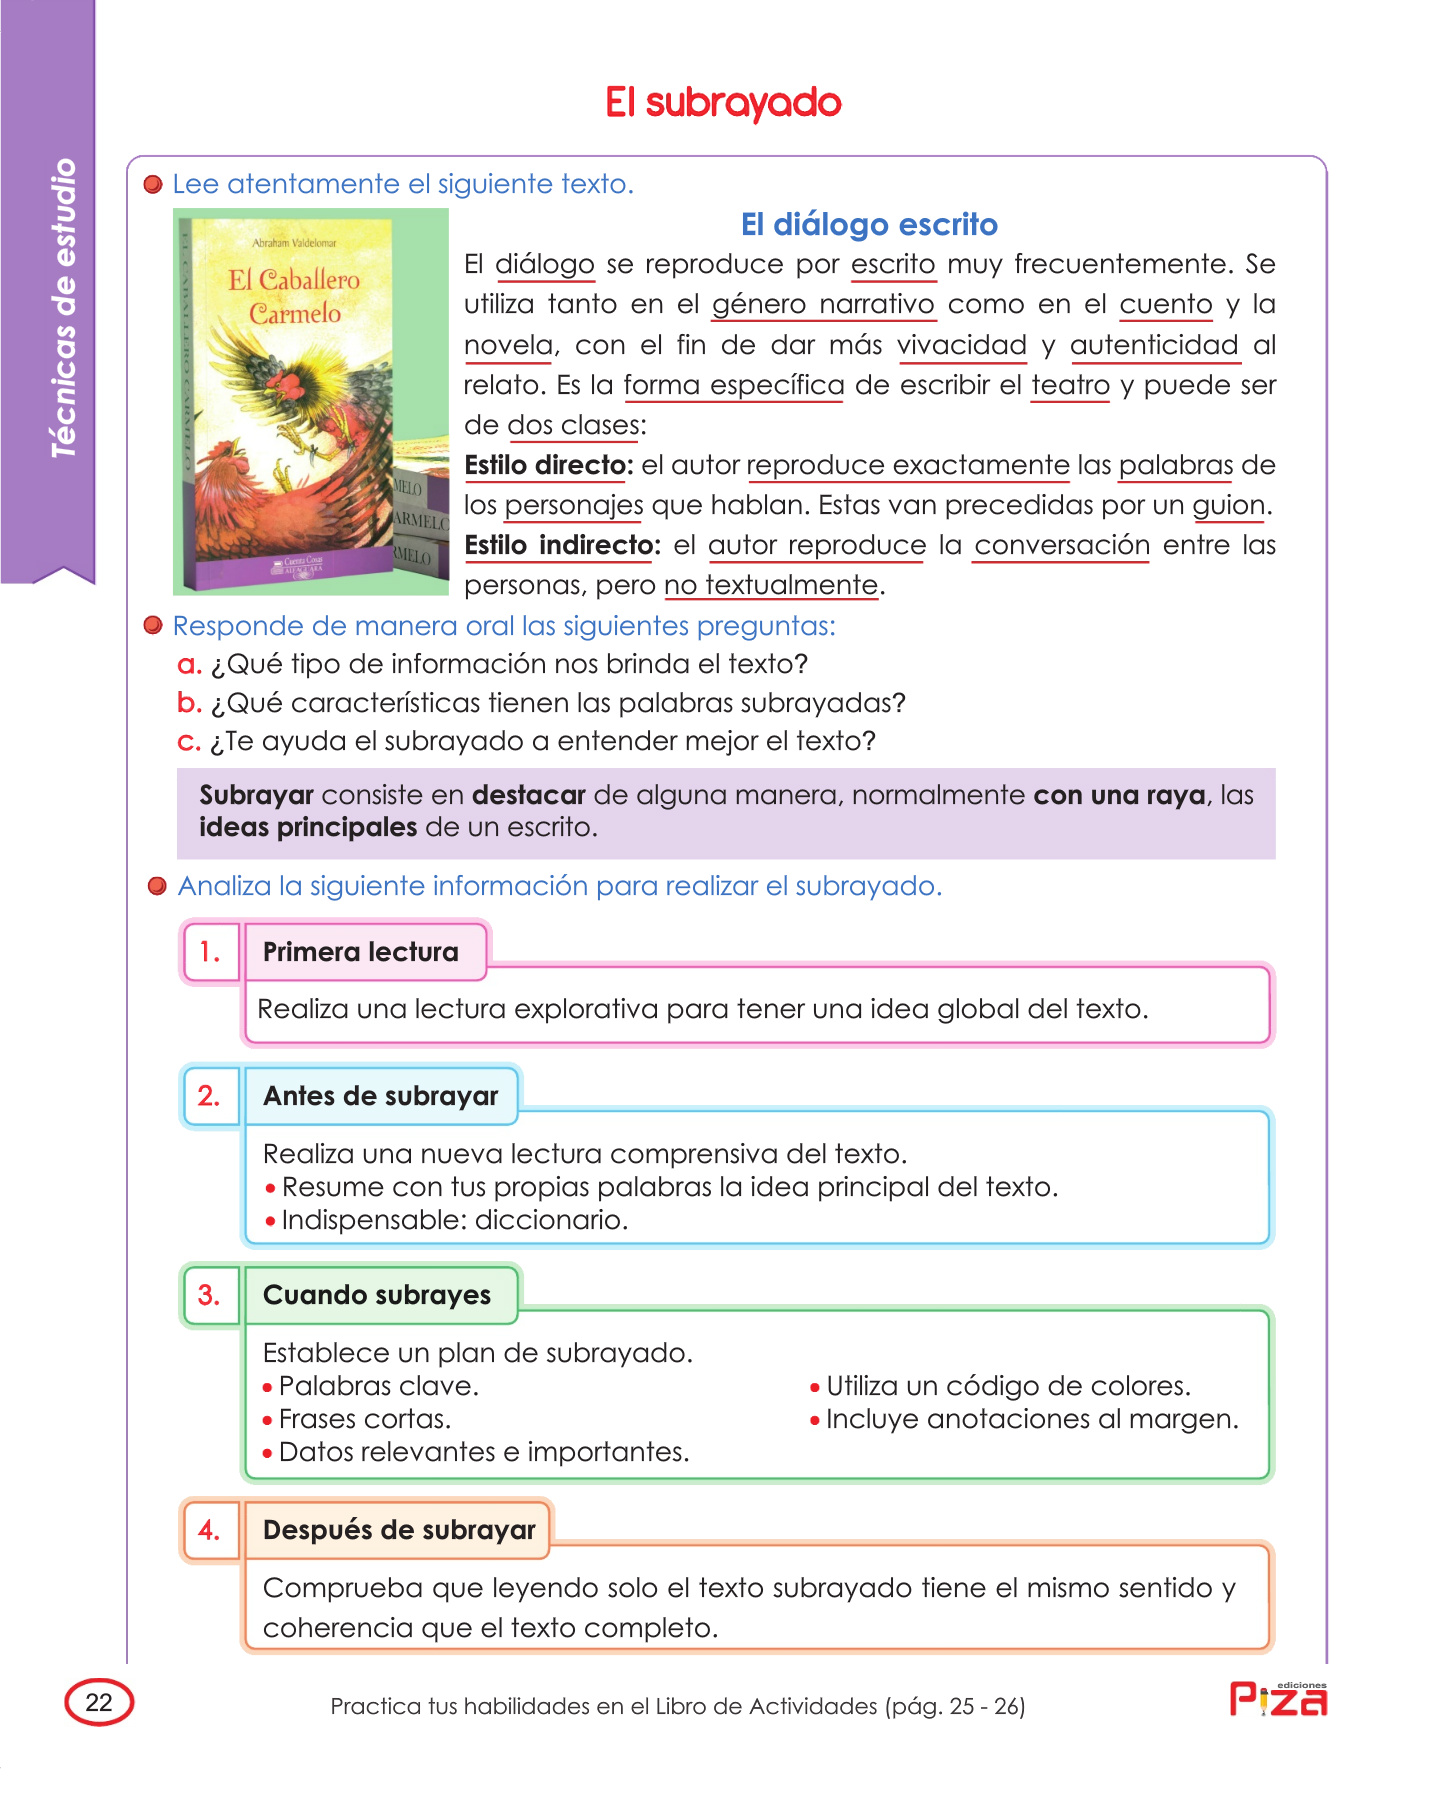 Técnicas de estudio
El subrayado
Lee atentamente el siguiente texto.
Abraham Valdelomar
El Caballero
Carmelo
EL CABALLERO CARMELO
Cuenta Cosas
ALFAGUARA
MELO
ARMELO
RMELO
El diálogo escrito
El diálogo se reproduce por escrito muy frecuentemente. Se
utiliza tanto en el género narrativo como en el cuento y la
novela, con el fin de dar más vivacidad y autenticidad al
relato. Es la forma específica de escribir el teatro y puede ser
de dos clases:
Estilo directo: el autor reproduce exactamente las palabras de
los personajes que hablan. Estas van precedidas por un guion.
Estilo indirecto: el autor reproduce la conversación entre las
personas, pero no textualmente.
Responde de manera oral las siguientes preguntas:
a. ¿Qué tipo de información nos brinda el texto?
b. ¿Qué características tienen las palabras subrayadas?
c. ¿Te ayuda el subrayado a entender mejor el texto?
Subrayar consiste en destacar de alguna manera, normalmente con una raya, las
ideas principales de un escrito.
Analiza la siguiente información para realizar el subrayado.
1. Primera lectura
Realiza una lectura explorativa para tener una idea global del texto.
2. Antes de subrayar
Realiza una nueva lectura comprensiva del texto.
• Resume con tus propias palabras la idea principal del texto.
• Indispensable: diccionario.
3. Cuando subrayes
Establece un plan de subrayado.
• Palabras clave.
• Frases cortas.
• Datos relevantes e importantes.
• Utiliza un código de colores.
• Incluye anotaciones al margen.
4. Después de subrayar
Comprueba que leyendo solo el texto subrayado tiene el mismo sentido y
coherencia que el texto completo.
22
Practica tus habilidades en el Libro de Actividades (pág. 25 - 26)
ediciones
Piza